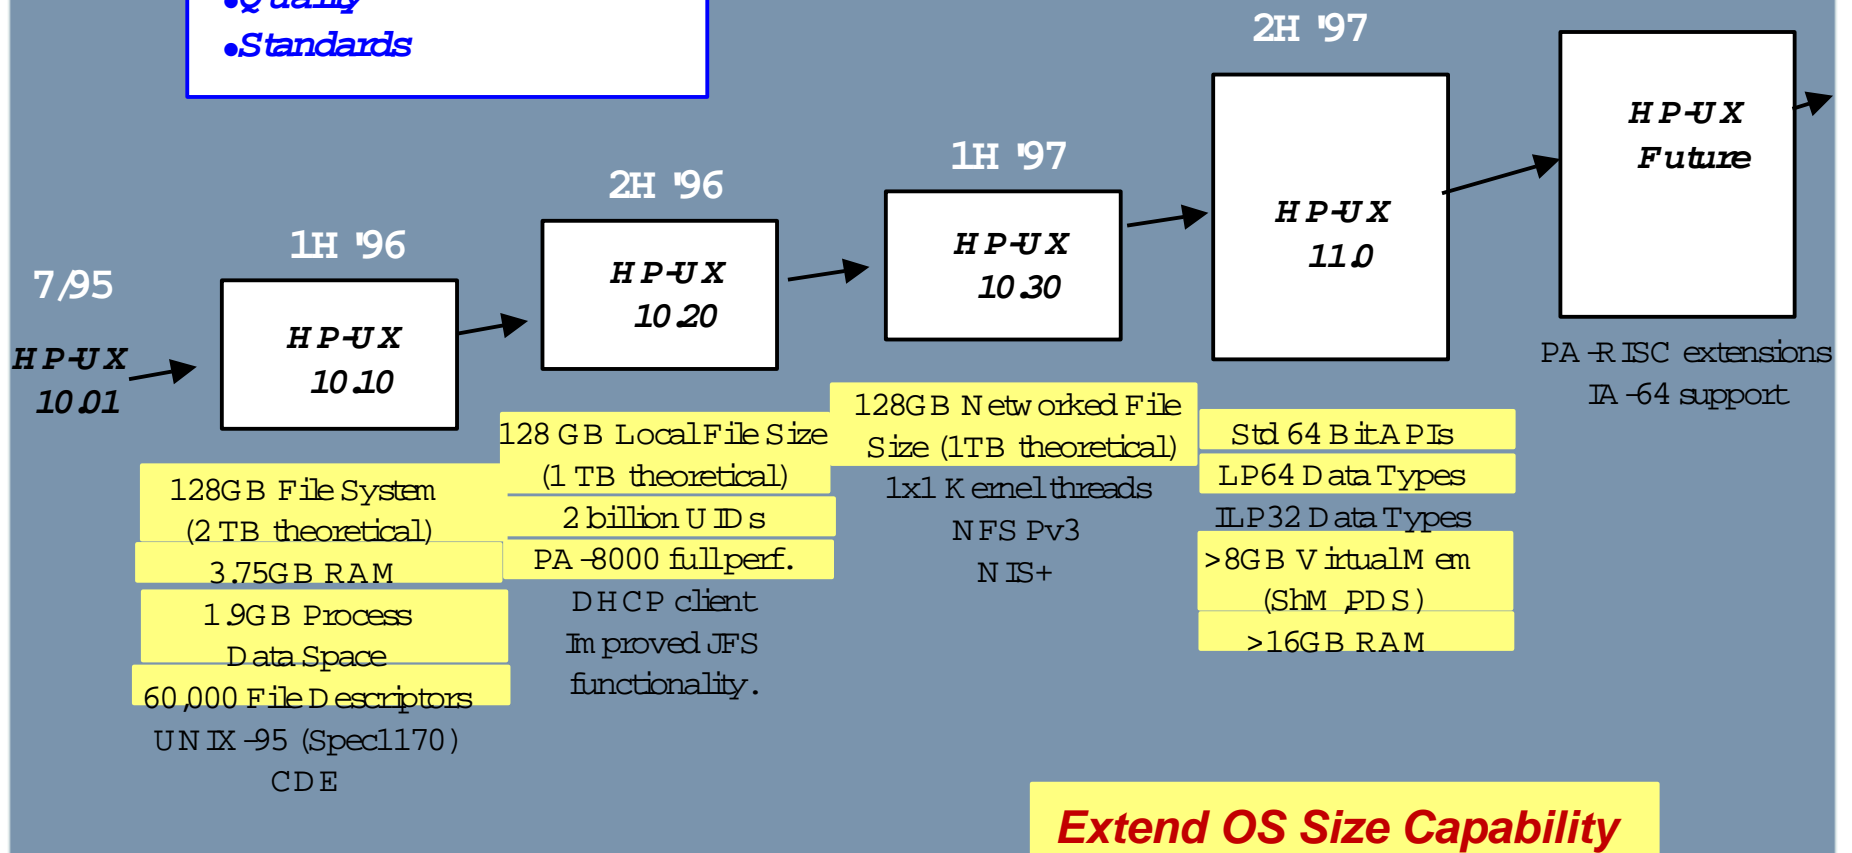 •Quality
•Standards
7/95
HP-UX
10.01
1H '96
HP-UX
10.10
128GB File System
(2 TB theoretical)
3.75GB RAM
1.9GB Process
Data Space
60,000 File Descriptors
UNIX-95 (Spec1170)
CDE
2H '96
HP-UX
10.20
128 GB Local File Size
(1 TB theoretical)
2 billion UIDs
PA-8000 full perf.
DHCP client
Improved JFS
functionality.
1H '97
HP-UX
10.30
128GB Networked File
Size (1TB theoretical)
1x1 Kernel threads
NFS Pv3
NIS+
2H '97
HP-UX
11.0
Std 64 Bit APIs
LP64 Data Types
ILP32 Data Types
>8GB Virtual Mem
(ShM, PDS)
>16GB RAM
HP-UX
Future
PA-RISC extensions
IA-64 support
Extend OS Size Capability